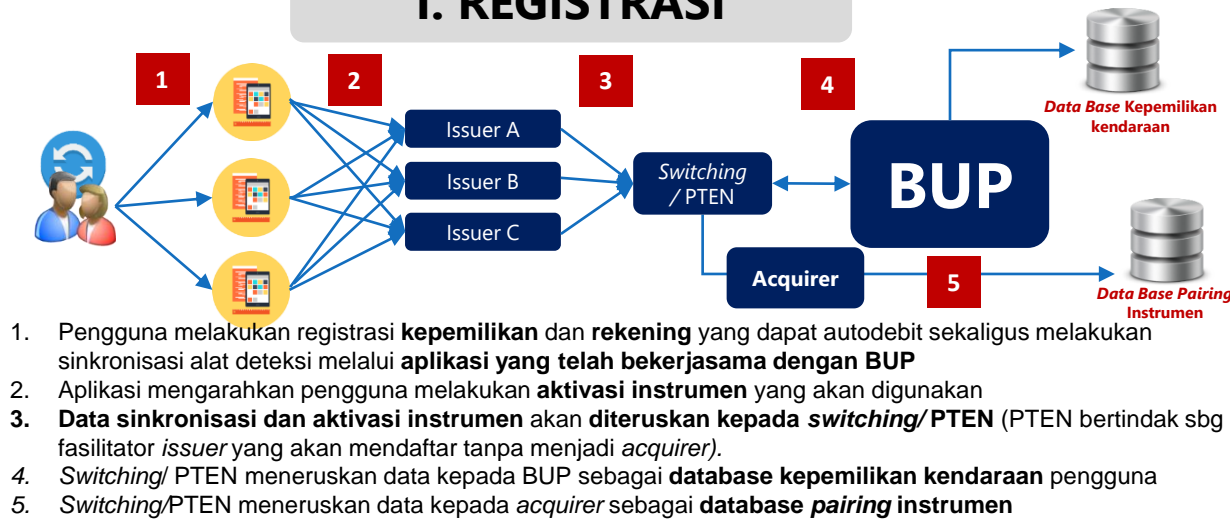 I. REGISTRASI
1
2
3
4
Data Base Kepemilikan
kendaraan
Issuer A
Issuer B
Issuer C
Switching
/ PTEN
BUP
Acquirer
5
Data Base Pairing
Instrumen
1. Pengguna melakukan registrasi kepemilikan dan rekening yang dapat autodebit sekaligus melakukan
sinkronisasi alat deteksi melalui aplikasi yang telah bekerjasama dengan BUP
2. Aplikasi mengarahkan pengguna melakukan aktivasi instrumen yang akan digunakan
3. Data sinkronisasi dan aktivasi instrumen akan diteruskan kepada switching/ PTEN (PTEN bertindak sbg
fasilitator issuer yang akan mendaftar tanpa menjadi acquirer).
4. Switching/ PTEN meneruskan data kepada BUP sebagai database kepemilikan kendaraan pengguna
5. Switching/PTEN meneruskan data kepada acquirer sebagai database pairing instrumen